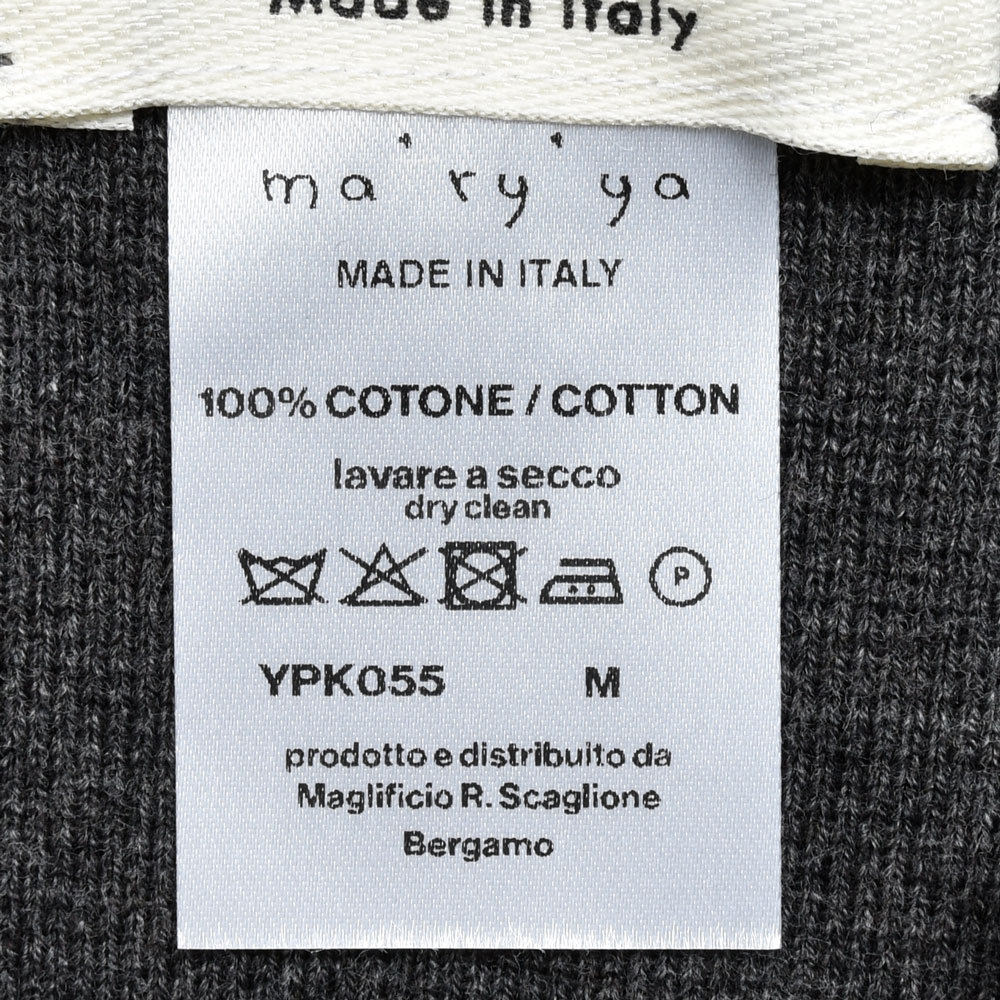 Made in Italy
ma ry ya
MADE IN ITALY
100% COTONE / COTTON
lavare a secco
dry clean
P
YPK055 M
prodotto e distribuito da
Maglificio R. Scaglione
Bergamo